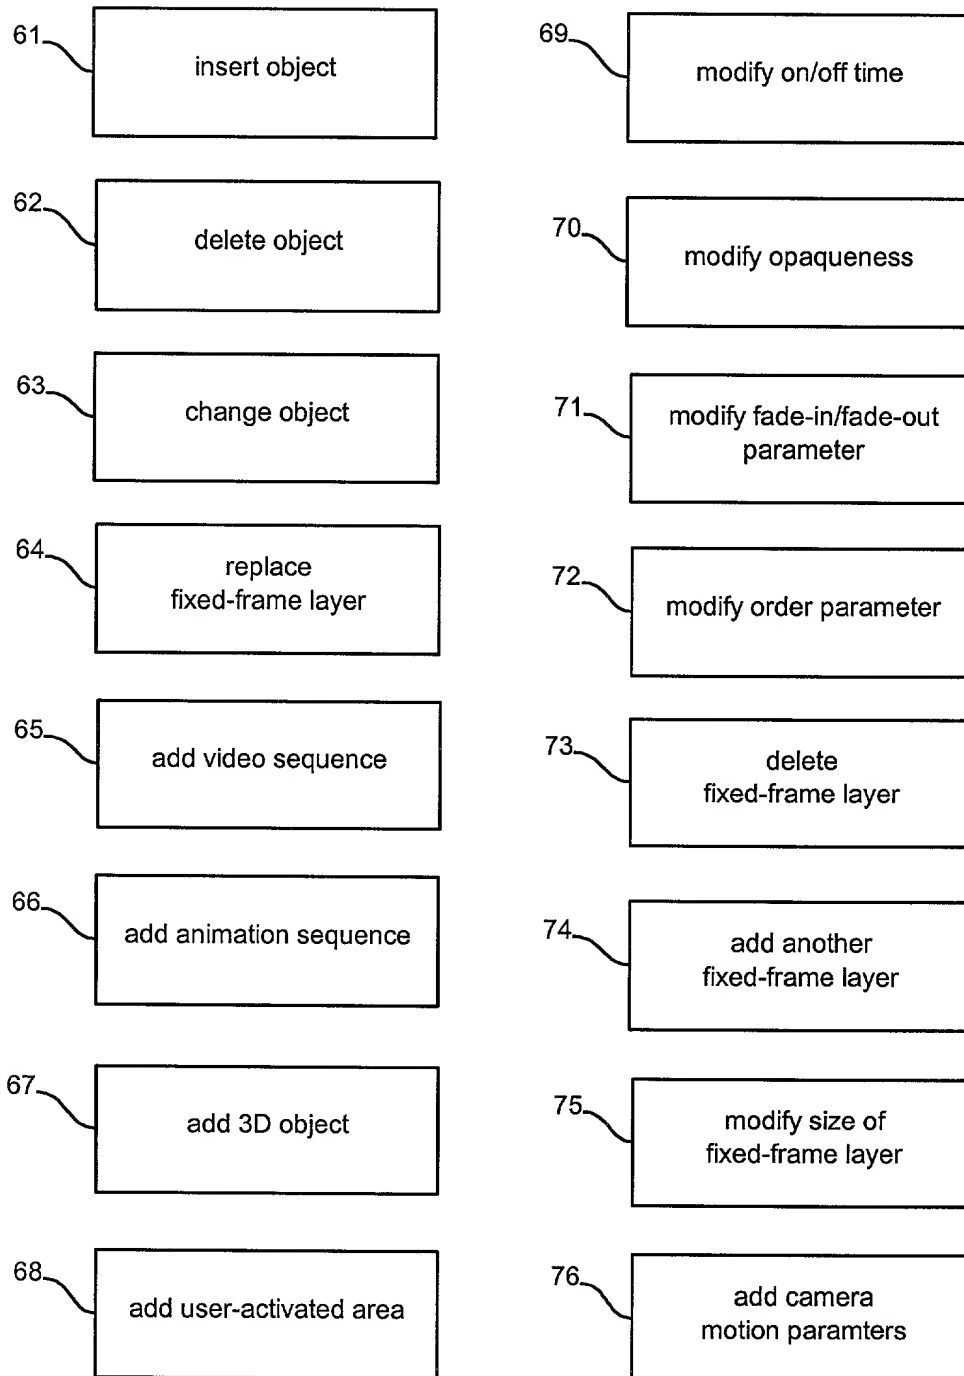 61
insert object
62
delete object
63
change object
64
replace
fixed-frame layer
65
add video sequence
66
add animation sequence
67
add 3D object
68
add user-activated area
69
modify on/off time
70
modify opaqueness
71
modify fade-in/fade-out
parameter
72
modify order parameter
73
delete
fixed-frame layer
74
add another
fixed-frame layer
75
modify size of
fixed-frame layer
76
add camera
motion paramters